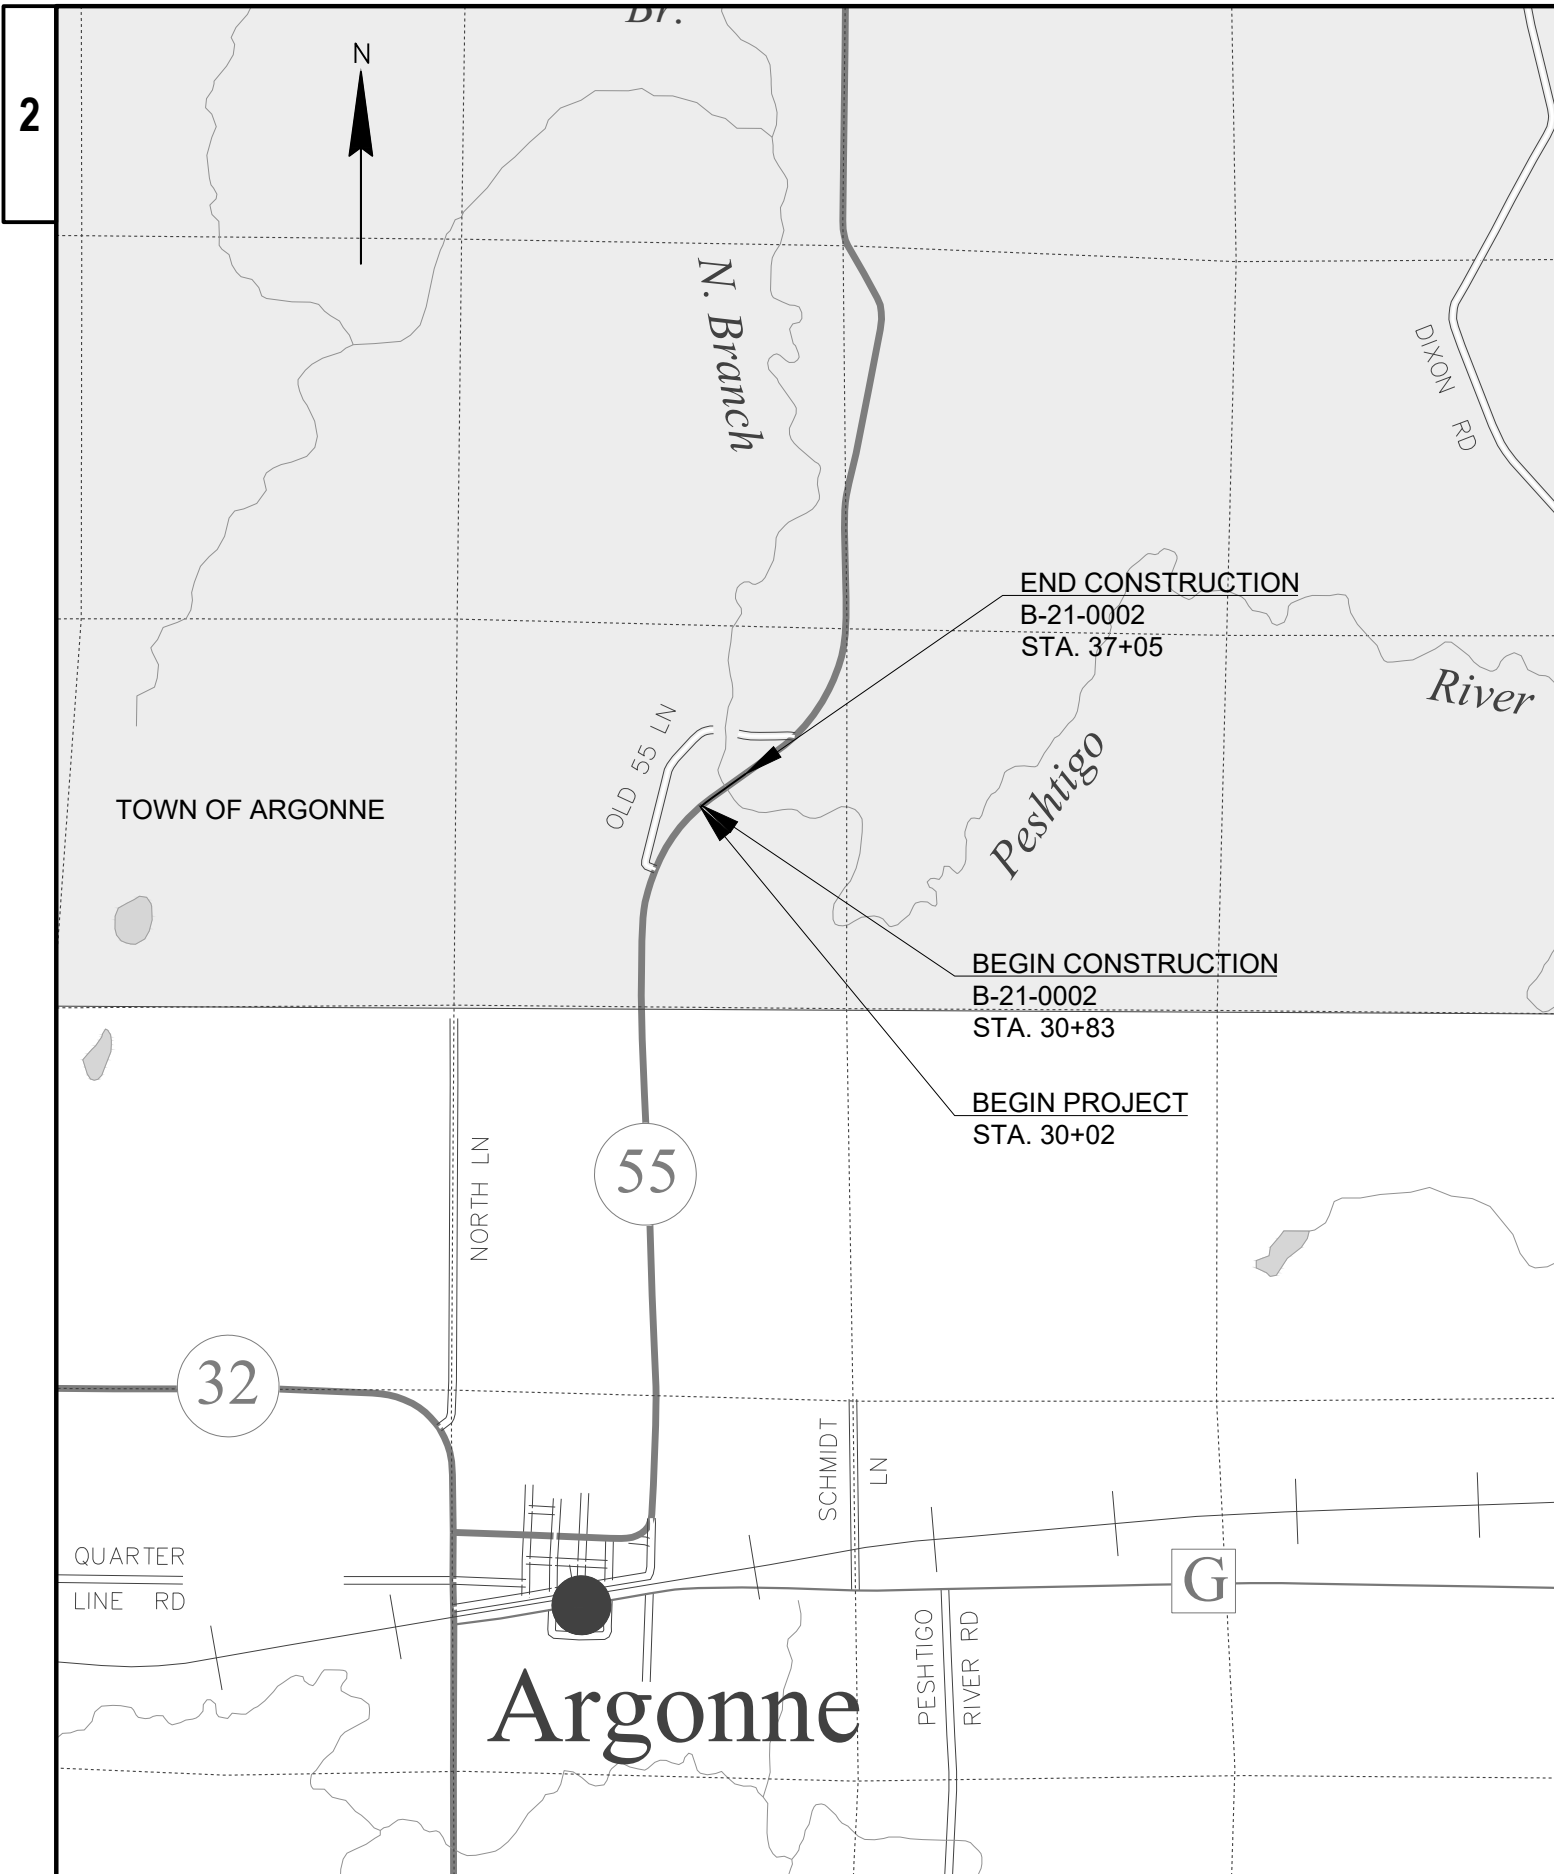 Br.
N
2
N. Branch
DIXON RD
END CONSTRUCTION
B-21-0002
STA. 37+05
River
OLD 55 LN
Peshtigo
TOWN OF ARGONNE
BEGIN CONSTRUCTION
B-21-0002
STA. 30+83
BEGIN PROJECT
STA. 30+02
55
NORTH LN
32
SCHMIDT
LN
QUARTER
LINE RD
G
PESHTIGO
RIVER RD
Argonne